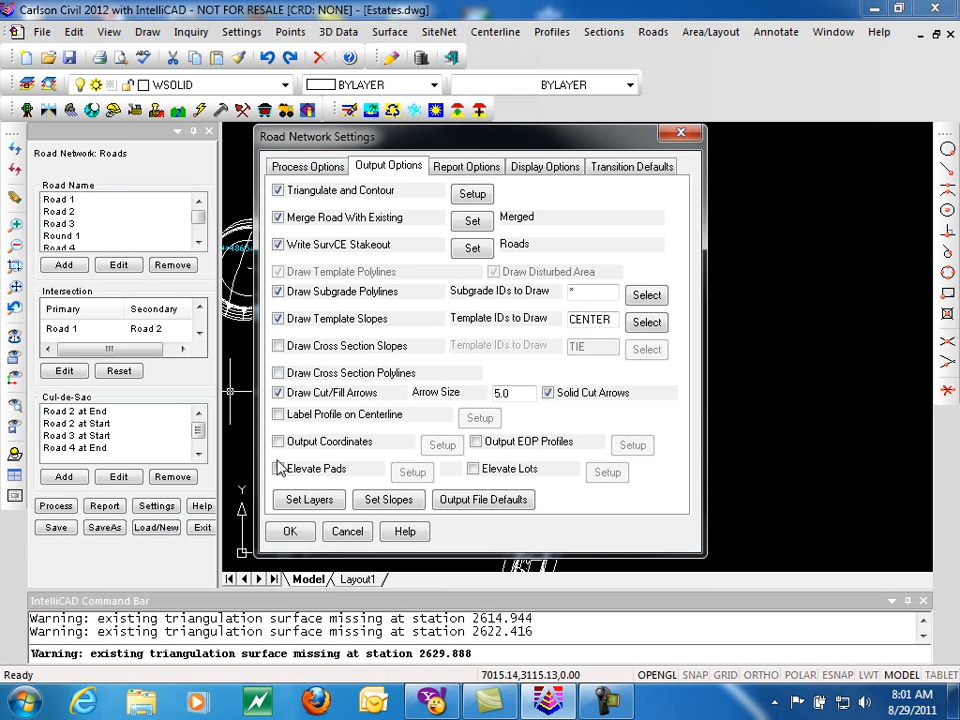 Carlson Civil 2012 with IntelliCAD - NOT FOR RESALE [CRD: NONE] - [Estates.dwg]
File Edit View Draw Inquiry Settings Points 3D Data Surface SiteNet Centerline Profiles Sections Roads Area/Layout Annotate Window Help
WSOLID BYLAYER BYLAYER
Road Network: Roads
Road Name
Road 1
Road 2
Road 3
Round 1
Road 4
Add Edit Remove
Intersection
Primary Secondary
Road 1 Road 2
Edit Reset
Cul-de-Sac
Road 2 at End
Road 2 at Start
Road 3 at Start
Road 4 at End
Add Edit Remove
Process Report Settings Help
Save SaveAs Load/New Exit
Road Network Settings
Process Options Output Options Report Options Display Options Transition Defaults
Triangulate and Contour Setup
Merge Road With Existing Set Merged
Write SurvCE Stakeout Set Roads
Draw Template Polylines Draw Disturbed Area
Draw Subgrade Polylines Subgrade IDs to Draw * Select
Draw Template Slopes Template IDs to Draw CENTER Select
Draw Cross Section Slopes Template IDs to Draw TIE Select
Draw Cross Section Polylines
Draw Cut/Fill Arrows Arrow Size 5.0 Solid Cut Arrows
Label Profile on Centerline Setup
Output Coordinates Setup Output EOP Profiles Setup
Elevate Pads Setup Elevate Lots Setup
Set Layers Set Slopes Output File Defaults
OK Cancel Help
Y
Model Layout1
IntelliCAD Command Bar
Warning: existing triangulation surface missing at station 2614.944
Warning: existing triangulation surface missing at station 2622.416
Warning: existing triangulation surface missing at station 2629.888
Ready 7015.14,3115.13,0.00 OPENGL SNAP GRID ORTHO POLAR ESNAP LWT MODEL TABLET
8:01 AM
8/29/2011